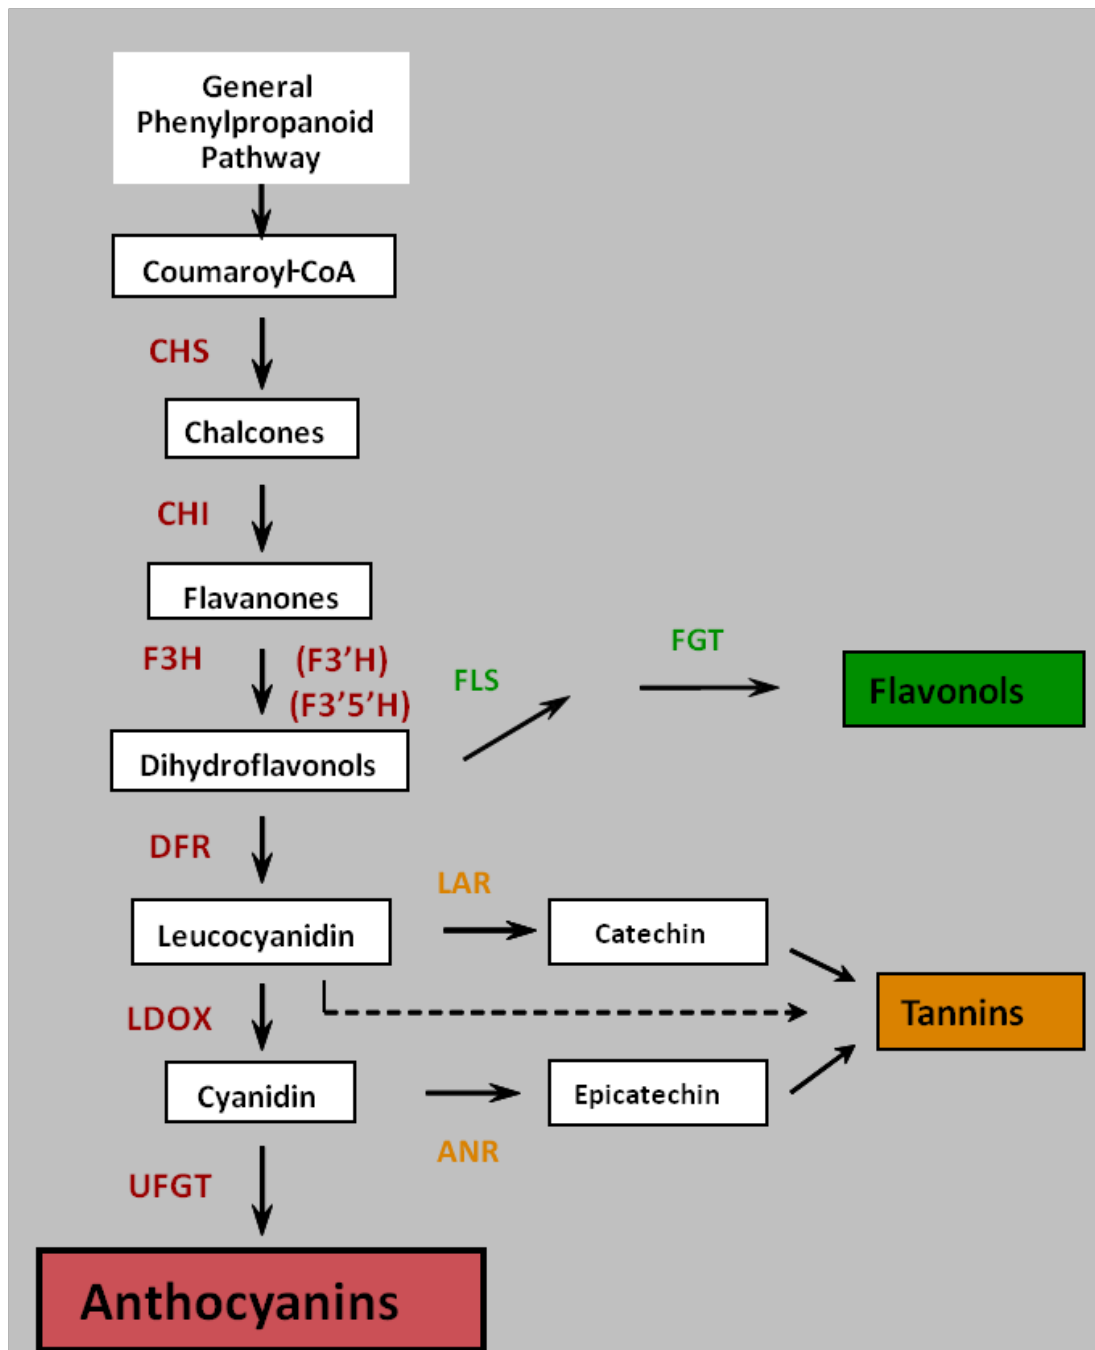 General
Phenylpropanoid
Pathway
Coumaroyl-CoA
CHS
Chalcones
CHI
Flavanones
F3H
(F3’H)
(F3’5’H)
FLS
FGT
Flavonols
Dihydroflavonols
DFR
LAR
Leucocyanidin
Catechin
LDOX
Tannins
Cyanidin
Epicatechin
ANR
UFGT
Anthocyanins